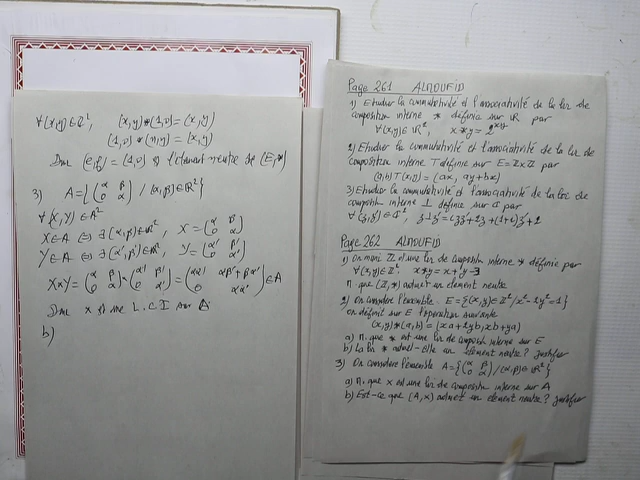 ∀(x,y)∈ℤ², (x,y)*(1,0)=(x,y)
(1,0)*(x,y)=(x,y)
Donc (e,f)=(1,0) est l'élément neutre de (E,*)
3) A={(α β / 0 α) / (α,β)∈ℝ²}
∀(X,Y)∈A²
X∈A ⇔ ∃(α,β)∈ℝ², X=(α β / 0 α)
Y∈A ⇔ ∃(α',β')∈ℝ², Y=(α' β' / 0 α')
X×Y=(α β / 0 α)×(α' β' / 0 α')=(αα' αβ'+βα' / 0 αα')∈A
Donc × est une L.C.I sur A
b)
Page 261 ALMOUFID
1) Etudier la commutativité et l'associativité de la loi de
composition interne * définie sur ℝ par
∀(x,y)∈ℝ², x*y=2^{xy}
2) Etudier la commutativité et l'associativité de la loi de
composition interne T définie sur E=ℤ×ℤ par
(a,b)T(x,y)=(ax, ay+bx)
3) Etudier la commutativité et l'associativité de la loi de
composition interne ⊥ définie sur ℂ par
Page 262 ALMOUFID
1) On muni ℤ d'une loi de composition interne * définie par
∀(x,y)∈ℤ² x*y=x+y-3
n. que (ℤ,*) admet un élément neutre
2) On considère l'ensemble E={(x,y)∈ℤ²/x²-2y²=1}
On définit sur E l'opération suivante
(x,y)*(a,b)=(xa+2yb,xb+ya)
a) n. que * est une loi de composition interne sur E
b) La loi * admet-elle un élément neutre? Justifier
3) On considère l'ensemble A={(α β / 0 α)/(α,β)∈ℝ²}
a) n. que × est une loi de composition interne sur A
b) Est-ce que (A,×) admet un élément neutre? Justifier